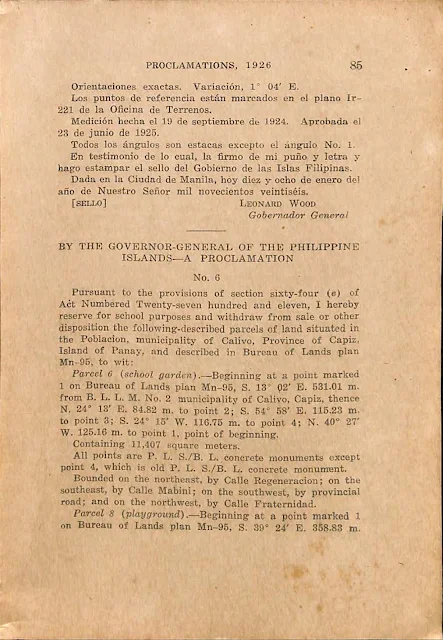 PROCLAMATIONS, 1926 85
Orientaciones exactas. Variación, 1° 04′ E.
Los puntos de referencia están marcados en el plano Ir-
221 de la Oficina de Terrenos.
Medición hecha el 19 de septiembre de 1924. Aprobada el
23 de junio de 1925.
Todos los ángulos son estacas excepto el ángulo No. 1.
En testimonio de lo cual, la firmo de mi puño y letra y
hago estampar el sello del Gobierno de las Islas Filipinas.
Dada en la Ciudad de Manila, hoy diez y ocho de enero del
año de Nuestro Señor mil novecientos veintiséis.
[SELLO] LEONARD WOOD
Gobernador General
BY THE GOVERNOR-GENERAL OF THE PHILIPPINE
ISLANDS—A PROCLAMATION
No. 6
Pursuant to the provisions of section sixty-four (e) of
Act Numbered Twenty-seven hundred and eleven, I hereby
reserve for school purposes and withdraw from sale or other
disposition the following-described parcels of land situated in
the Poblacion, municipality of Calivo, Province of Capiz,
Island of Panay, and described in Bureau of Lands plan
Mn-95, to wit:
Parcel 6 (school garden).—Beginning at a point marked
1 on Bureau of Lands plan Mn-95, S. 13° 02′ E. 531.01 m.
from B. L. L. M. No. 2 municipality of Calivo, Capiz, thence
N. 24° 13′ E. 84.82 m. to point 2; S. 54° 58′ E. 115.23 m.
to point 3; S. 24° 15′ W. 116.75 m. to point 4; N. 40° 27′
W. 125.16 m. to point 1, point of beginning.
Containing 11,407 square meters.
All points are P. L. S./B. L. concrete monuments except
point 4, which is old P. L. S./B. L. concrete monument.
Bounded on the northeast, by Calle Regeneracion; on the
southeast, by Calle Mabini; on the southwest, by provincial
road; and on the northwest, by Calle Fraternidad.
Parcel 8 (playground).—Beginning at a point marked 1
on Bureau of Lands plan Mn-95, S. 39° 24′ E. 358.83 m.